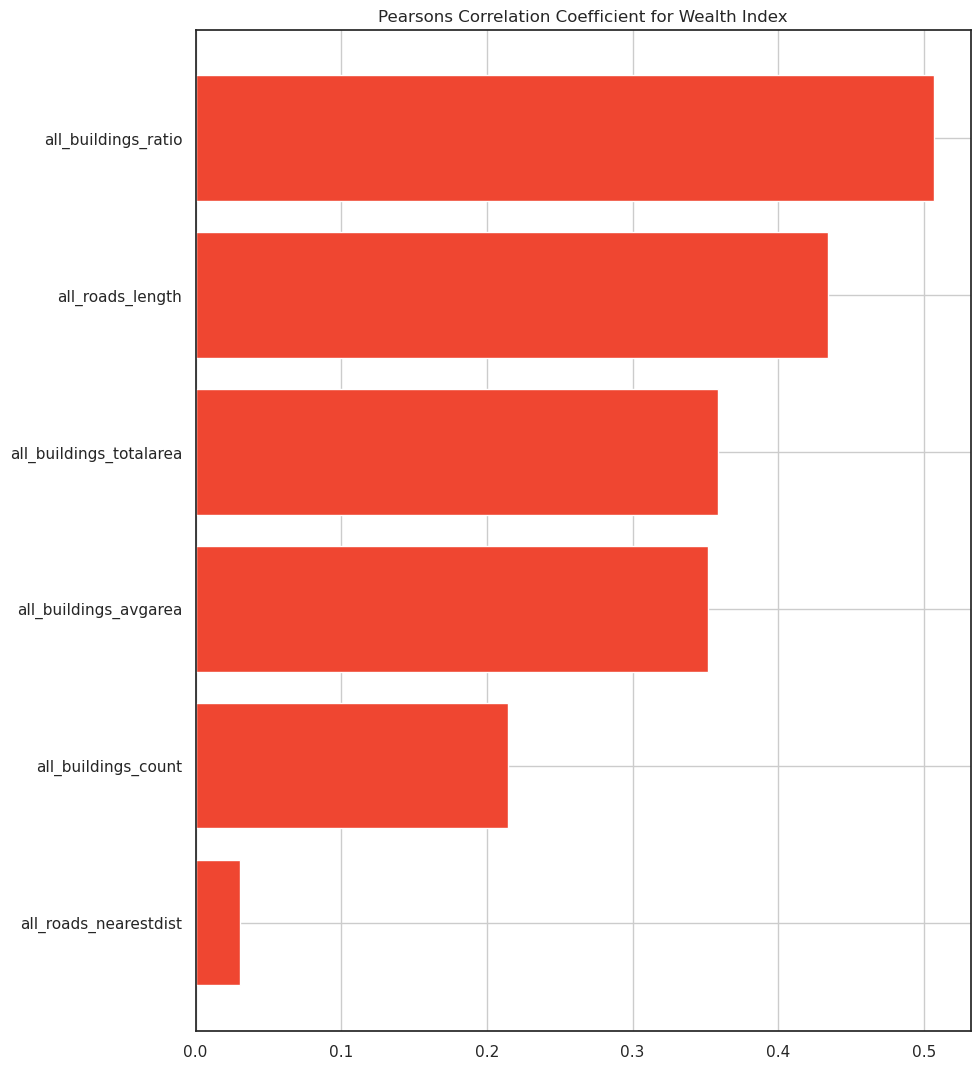 Pearsons Correlation Coefficient for Wealth Index
all_buildings_ratio
all_roads_length
all_buildings_totalarea
all_buildings_avgarea
all_buildings_count
all_roads_nearestdist
0.0 0.1 0.2 0.3 0.4 0.5